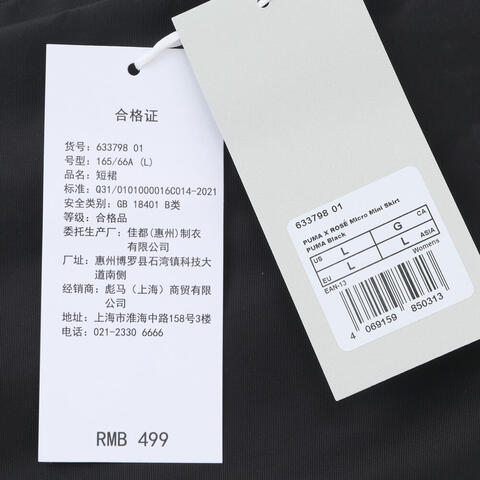 合格证
货号: 633798 01
号型: 165/66A (L)
品名: 短裙
标准: Q31/0101000016C014-2021
安全类别: GB 18401 B类
等级: 合格品
委托生产厂: 佳都(惠州)制衣
有限公司
厂址: 惠州博罗县石湾镇科技大
道南侧
经销商: 彪马(上海)商贸有限
公司
地址: 上海市淮海中路158号3楼
电话: 021-2330 6666
RMB 499
633798 01
PUMA X ROSÉ Micro Mini Skirt
PUMA Black
US L G CA
EU L L ASIA
EAN-13 Womens
4 069159 850313